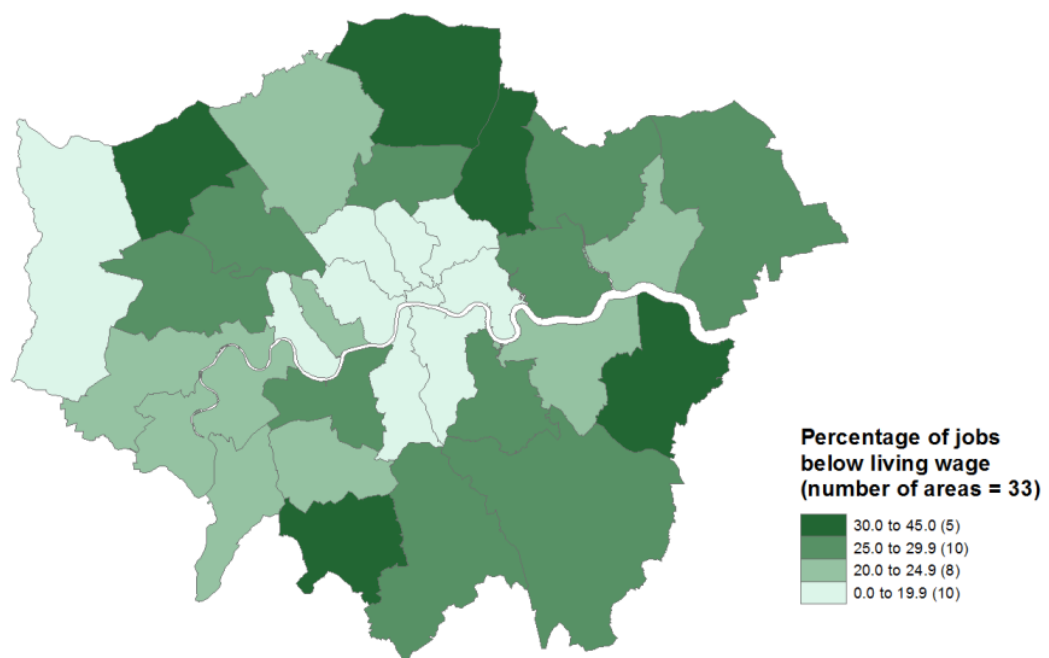 Percentage of jobs
below living wage
(number of areas = 33)
30.0 to 45.0 (5)
25.0 to 29.9 (10)
20.0 to 24.9 (8)
0.0 to 19.9 (10)